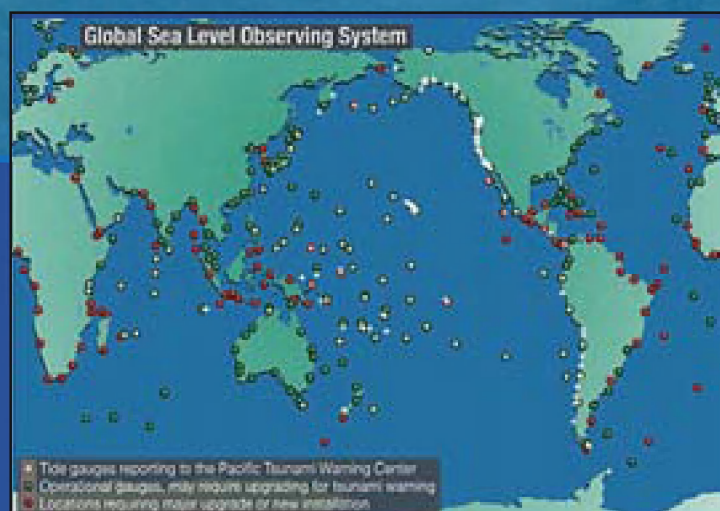 Global Sea Level Observing System
Tide gauges reporting to the Pacific Tsunami Warning Center
Operational gauges, may require upgrading for tsunami warning
Locations requiring major upgrade or new installation